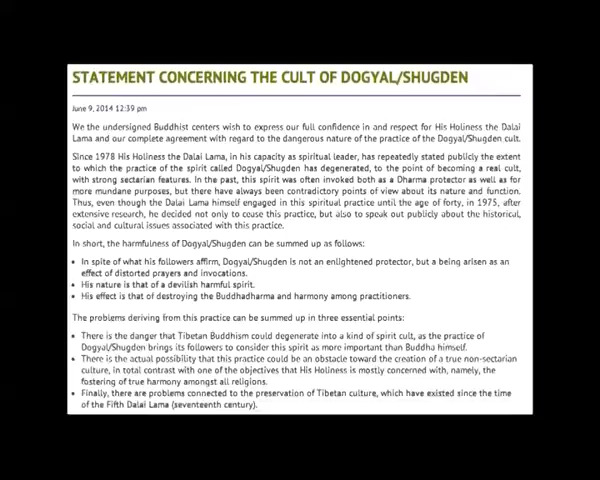 STATEMENT CONCERNING THE CULT OF DOGYAL/SHUGDEN
June 9, 2014 12:39 pm
We the undersigned Buddhist centers wish to express our full confidence in and respect for His Holiness the Dalai
Lama and our complete agreement with regard to the dangerous nature of the practice of the Dogyal/Shugden cult.
Since 1978 His Holiness the Dalai Lama, in his capacity as spiritual leader, has repeatedly stated publicly the extent
to which the practice of the spirit called Dogyal/Shugden has degenerated, to the point of becoming a real cult,
with strong sectarian features. In the past, this spirit was often invoked both as a Dharma protector as well as for
more mundane purposes, but there have always been contradictory points of view about its nature and function.
Thus, even though the Dalai Lama himself engaged in this spiritual practice until the age of forty, in 1975, after
extensive research, he decided not only to cease this practice, but also to speak out publicly about the historical,
social and cultural issues associated with this practice.
In short, the harmfulness of Dogyal/Shugden can be summed up as follows:
• In spite of what his followers affirm, Dogyal/Shugden is not an enlightened protector, but a being arisen as an
effect of distorted prayers and invocations.
• His nature is that of a devilish harmful spirit.
• His effect is that of destroying the Buddhadharma and harmony among practitioners.
The problems deriving from this practice can be summed up in three essential points:
• There is the danger that Tibetan Buddhism could degenerate into a kind of spirit cult, as the practice of
Dogyal/Shugden brings its followers to consider this spirit as more important than Buddha himself.
• There is the actual possibility that this practice could be an obstacle toward the creation of a true non-sectarian
culture, in total contrast with one of the objectives that His Holiness is mostly concerned with, namely, the
fostering of true harmony amongst all religions.
• Finally, there are problems connected to the preservation of Tibetan culture, which have existed since the time
of the Fifth Dalai Lama (seventeenth century).